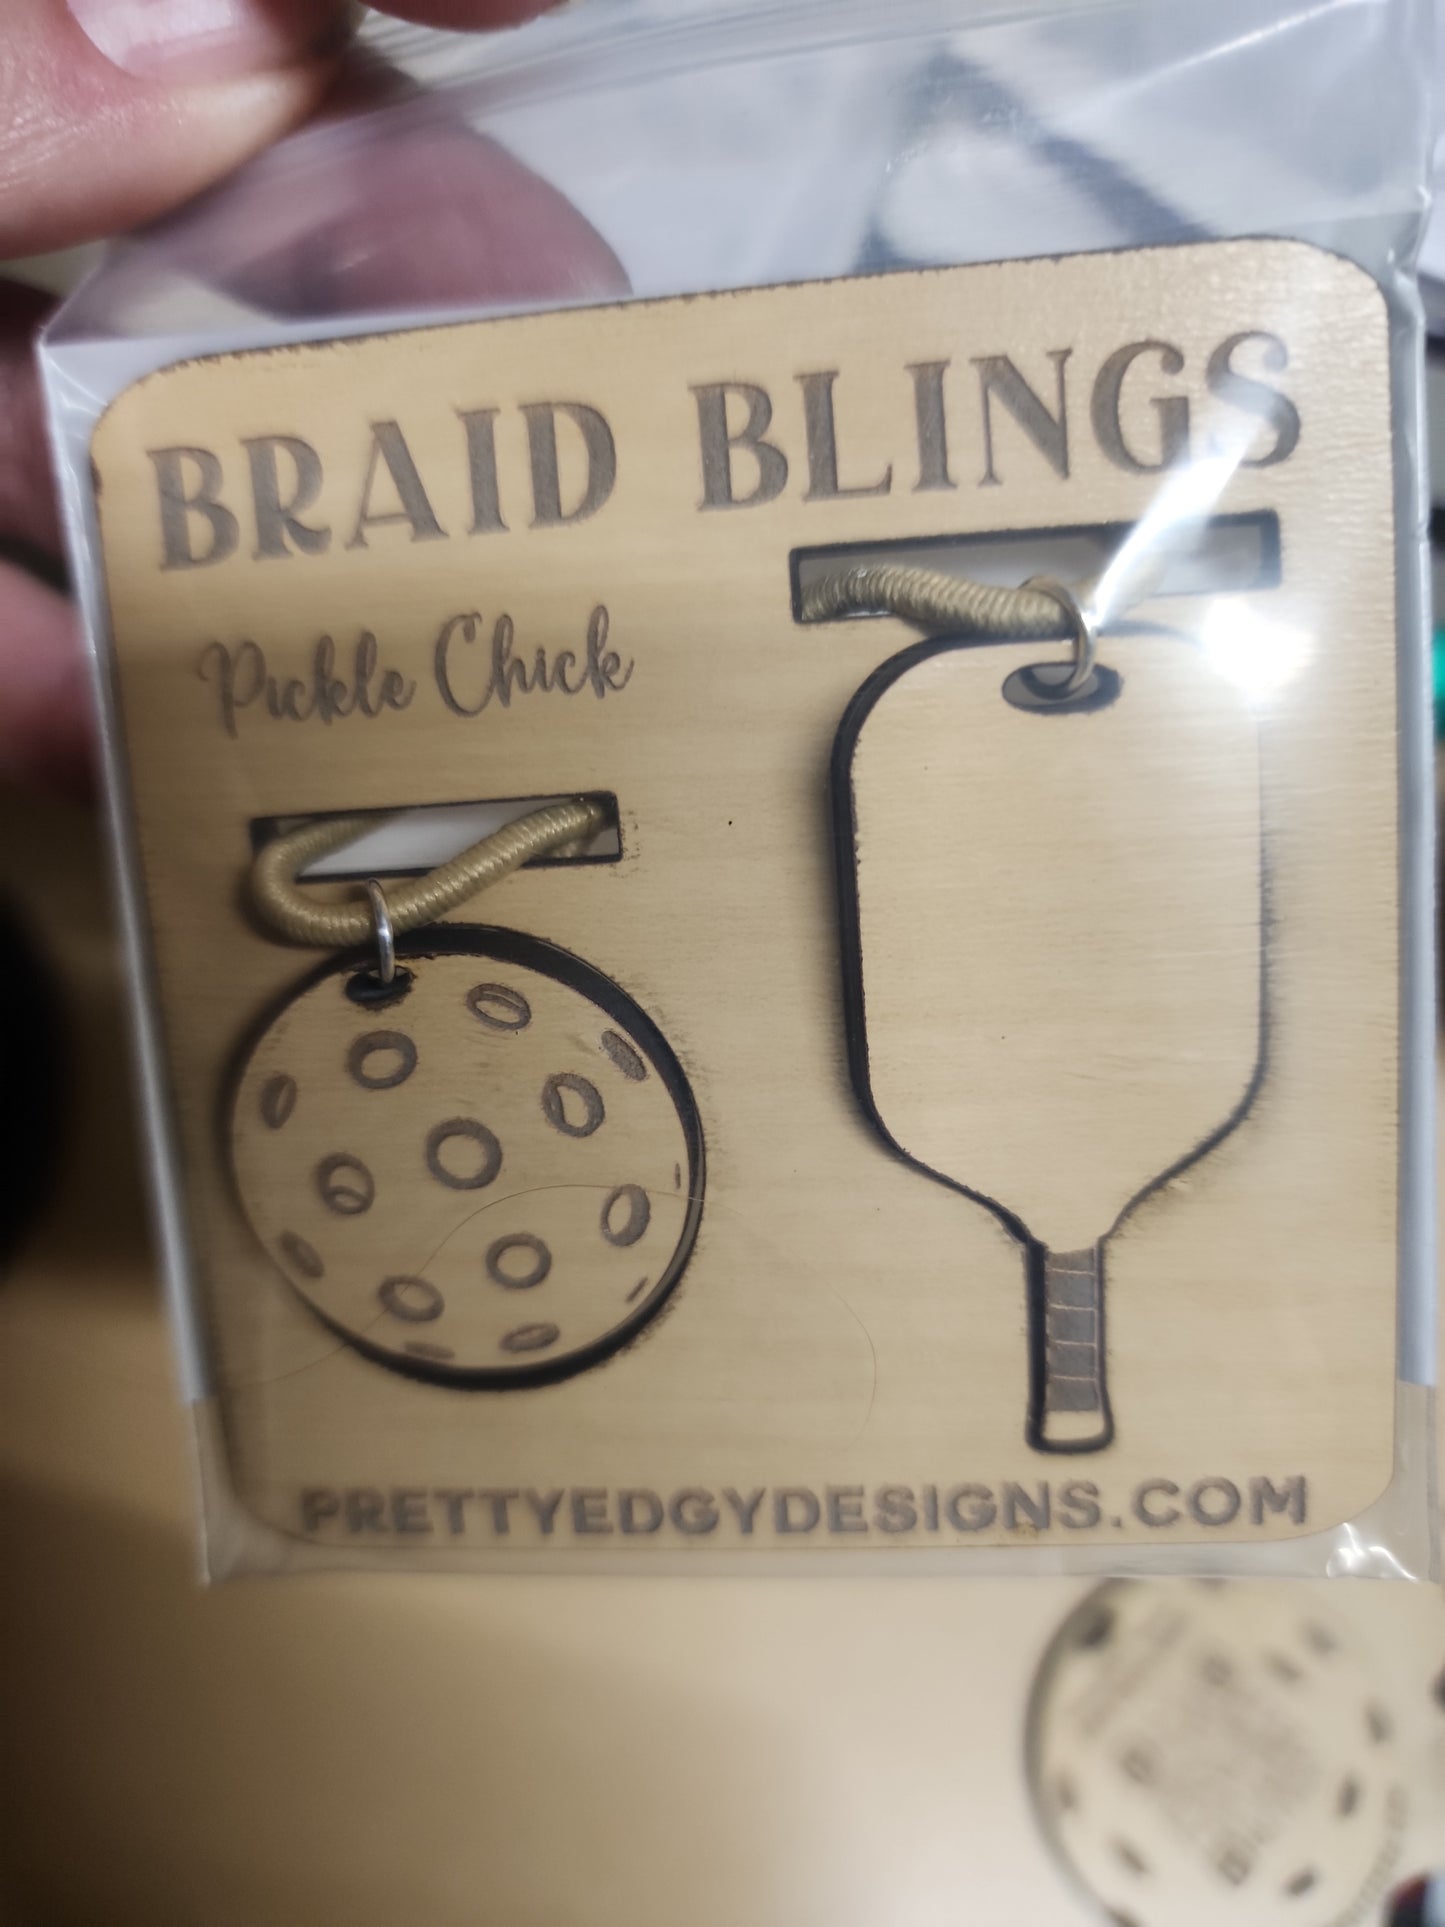 BRAID BLINGS
Pickle Chick
PRETTYEDGYDESIGNS.COM